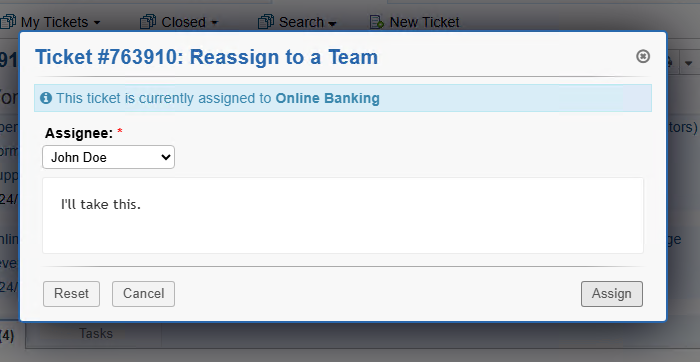 My Tickets
Closed
Search
New Ticket
Ticket #763910: Reassign to a Team
This ticket is currently assigned to Online Banking
Assignee: *
John Doe
I'll take this.
Reset
Cancel
Assign
(4)
Tasks